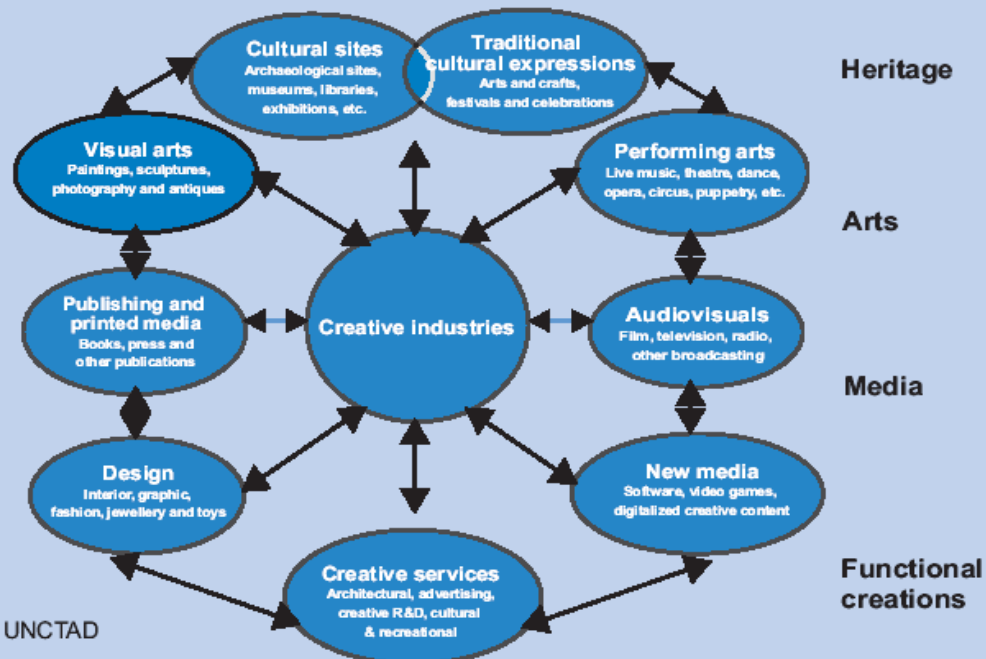 Cultural sites
Archaeological sites,
museums, libraries,
exhibitions, etc.
Traditional
cultural expressions
Arts and crafts,
festivals and celebrations
Heritage
Visual arts
Paintings, sculptures,
photography and antiques
Performing arts
Live music, theatre, dance,
opera, circus, puppetry, etc.
Arts
Publishing and
printed media
Books, press and
other publications
Creative industries
Audiovisuals
Film, television, radio,
other broadcasting
Media
Design
Interior, graphic,
fashion, jewellery and toys
New media
Software, video games,
digitalized creative content
Creative services
Architectural, advertising,
creative R&D, cultural
& recreational
Functional
creations
UNCTAD